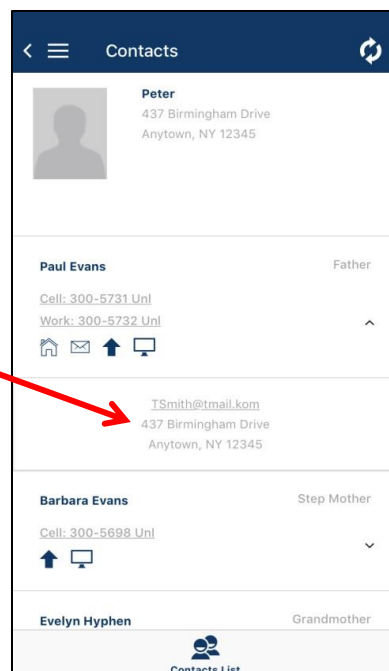 Contacts
Peter
437 Birmingham Drive
Anytown, NY 12345
Paul Evans
Father
Cell: 300-5731 Unl
Work: 300-5732 Unl
TSmith@tmail.kom
437 Birmingham Drive
Anytown, NY 12345
Barbara Evans
Step Mother
Cell: 300-5698 Unl
Evelyn Hyphen
Grandmother
Contacts List